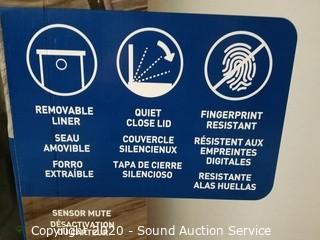 REMOVABLE
LINER
SEAU
AMOVIBLE
FORRO
EXTRAÍBLE
QUIET
CLOSE LID
COUVERCLE
SILENCIEUX
TAPA DE CIERRE
SILENCIOSO
FINGERPRINT
RESISTANT
RÉSISTENT AUX
EMPREINTES
DIGITALES
RESISTANTE
ALAS HUELLAS
SENSOR MUTE
DÉSACTIVATION
Copyright 2020 - Sound Auction Service